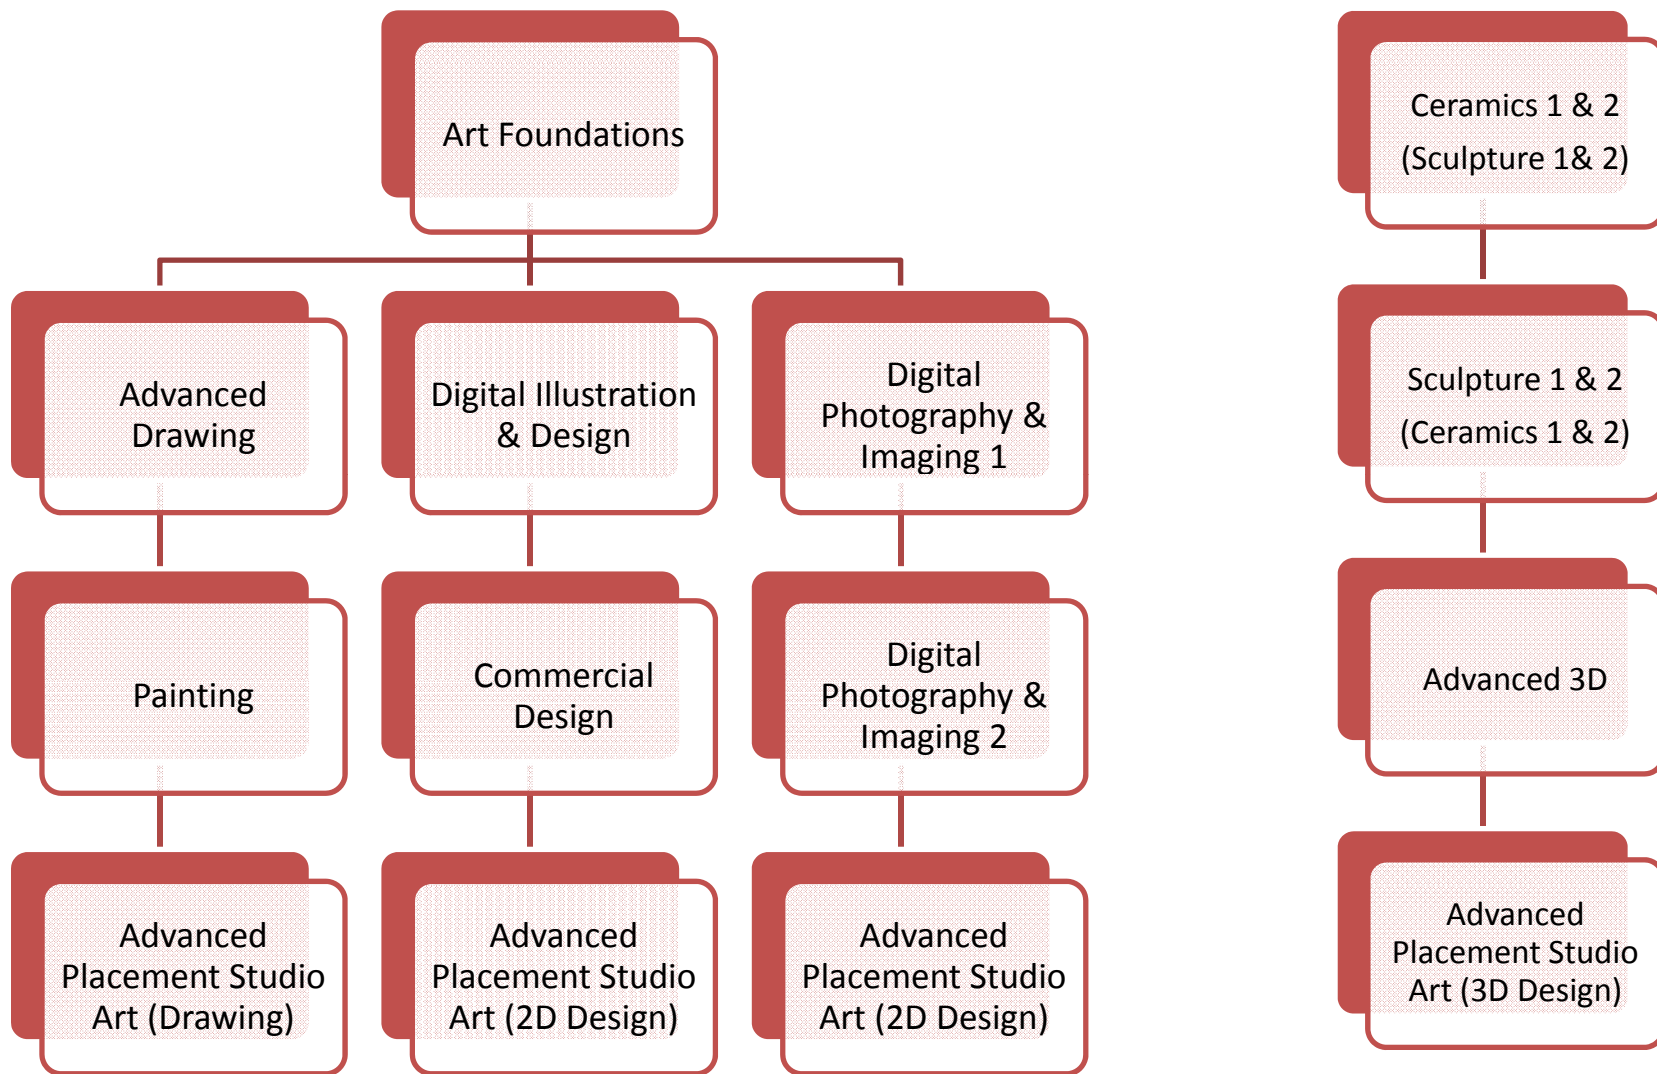 Art Foundations
Advanced
Drawing
Digital Illustration
& Design
Digital
Photography &
Imaging 1
Painting
Commercial
Design
Digital
Photography &
Imaging 2
Advanced
Placement Studio
Art (Drawing)
Advanced
Placement Studio
Art (2D Design)
Advanced
Placement Studio
Art (2D Design)
Ceramics 1 & 2
(Sculpture 1& 2)
Sculpture 1 & 2
(Ceramics 1 & 2)
Advanced 3D
Advanced
Placement Studio
Art (3D Design)